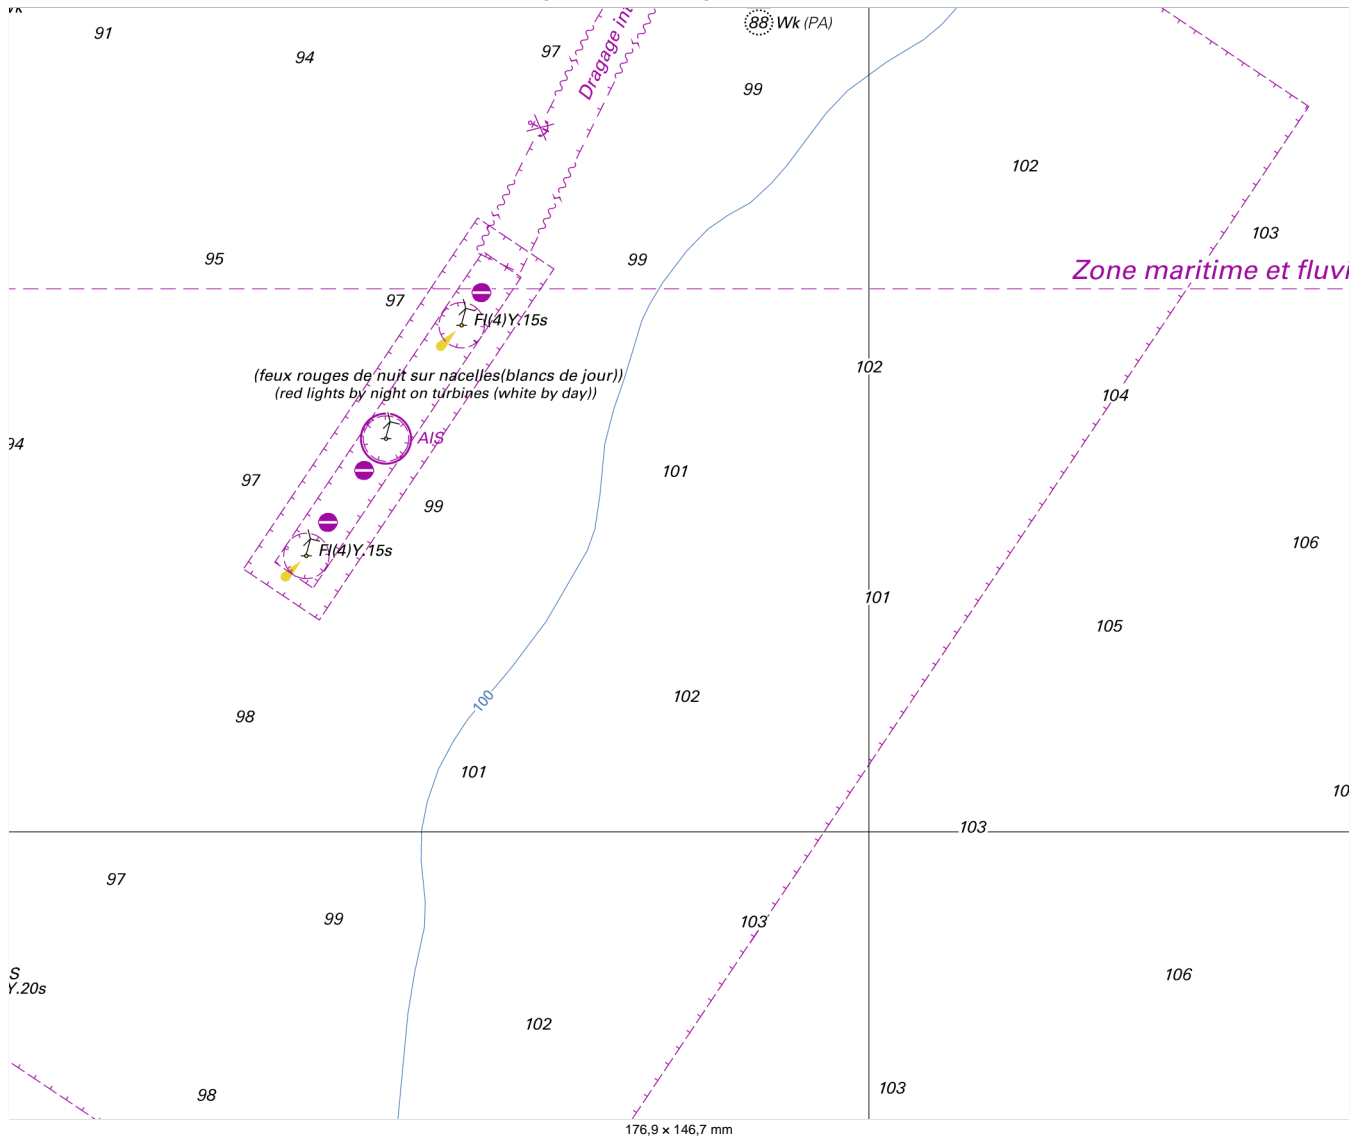 91
94
97
88 Wk (PA)
99
Dragage int
102
103
95
97
99
Zone maritime et fluvi
Fl(4)Y.15s
102
(feux rouges de nuit sur nacelles(blancs de jour))
(red lights by night on turbines (white by day))
104
94
AIS
97
99
101
Fl(4)Y.15s
106
101
105
98
100
102
101
10
103
97
99
103
S
Y.20s
106
102
98
103
176,9 × 146,7 mm